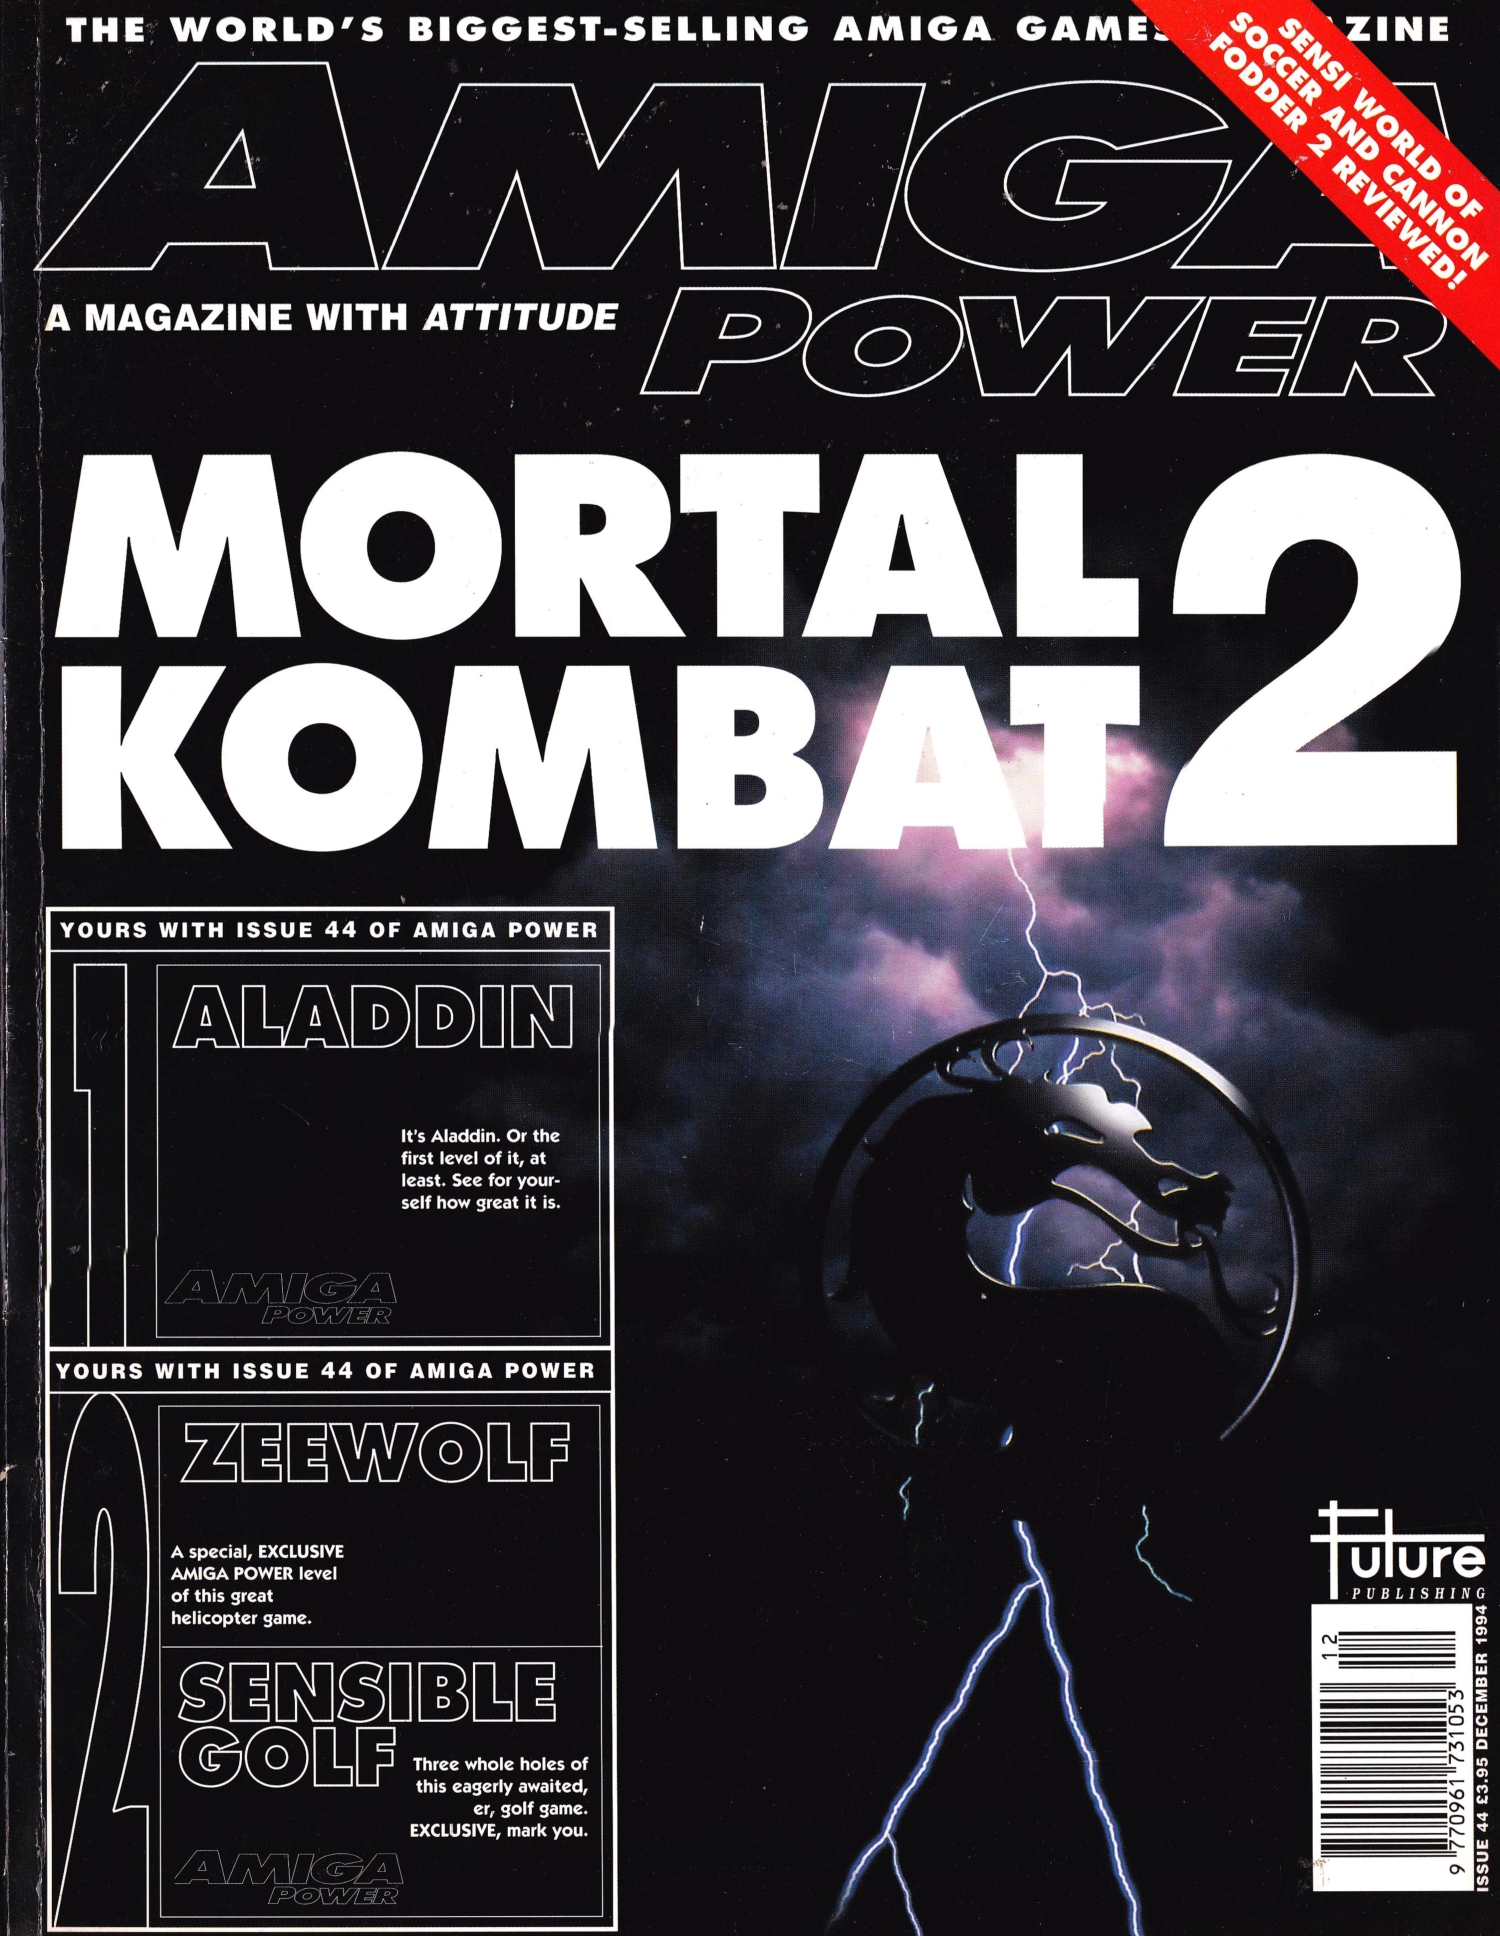 THE WORLD'S BIGGEST-SELLING AMIGA GAMES ZINE
SENSI WORLD OF
SOCCER AND CANNON
FODDER 2 REVIEWED!
AMIGA
POWER
A MAGAZINE WITH ATTITUDE
MORTAL
KOMBAT 2
YOURS WITH ISSUE 44 OF AMIGA POWER
1
ALADDIN
It's Aladdin. Or the
first level of it, at
least. See for your-
self how great it is.
AMIGA
POWER
YOURS WITH ISSUE 44 OF AMIGA POWER
2
ZEEWOLF
A special, EXCLUSIVE
AMIGA POWER level
of this great
helicopter game.
SENSIBLE
GOLF
Three whole holes of
this eagerly awaited,
er, golf game.
EXCLUSIVE, mark you.
AMIGA
POWER
Future
PUBLISHING
12
9 770961 731053
ISSUE 44 £3.95 DECEMBER 1994